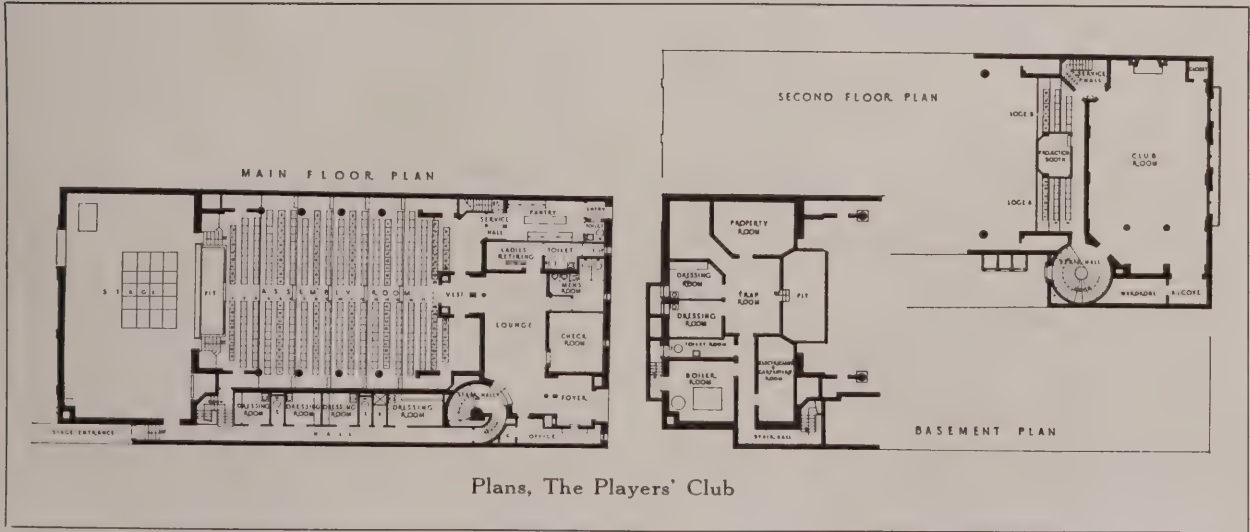 MAIN FLOOR PLAN
STAGE
PIT
ASSEMBLY ROOM
VEST
SERVICE
HALL
PANTRY
ENTRY
TOILET
LADIES
RETIRING
TOILET
MENS
ROOM
LOUNGE
CHECK
ROOM
FOYER
STAIR HALL
DRESSING
ROOM
DRESSING
ROOM
DRESSING
ROOM
DRESSING
ROOM
HALL
OFFICE
STAGE ENTRANCE
SECOND FLOOR PLAN
SERVICE
HALL
CLOSET
LOGE B
PROJECTION
BOOTH
CLUB
ROOM
LOGE A
STAIR HALL
WARDROBE
ALCOVE
PROPERTY
ROOM
DRESSING
ROOM
TRAP
ROOM
PIT
DRESSING
ROOM
TOILET ROOM
BOILER
ROOM
ROOM
STAIR HALL
BASEMENT PLAN
Plans, The Players' Club